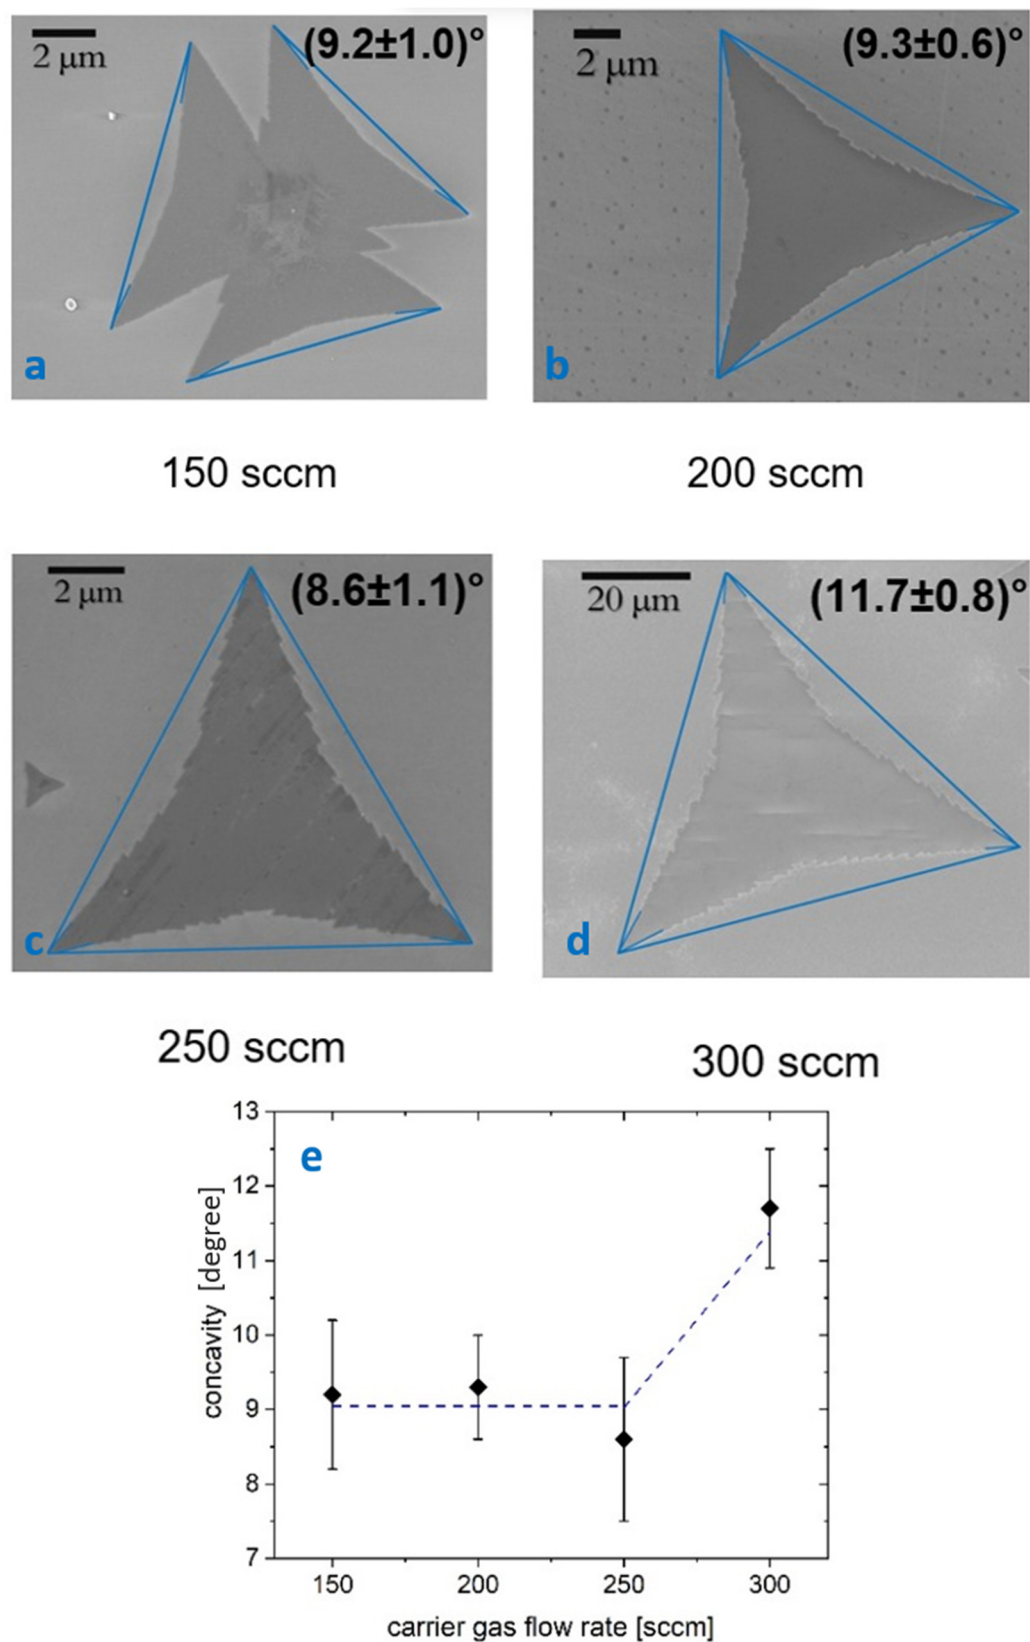 2 μm
(9.2±1.0)°
a
2 μm
(9.3±0.6)°
b
150 sccm
200 sccm
2 μm
(8.6±1.1)°
c
20 μm
(11.7±0.8)°
d
250 sccm
300 sccm
e
13
12
11
10
9
8
7
concavity [degree]
150 200 250 300
carrier gas flow rate [sccm]